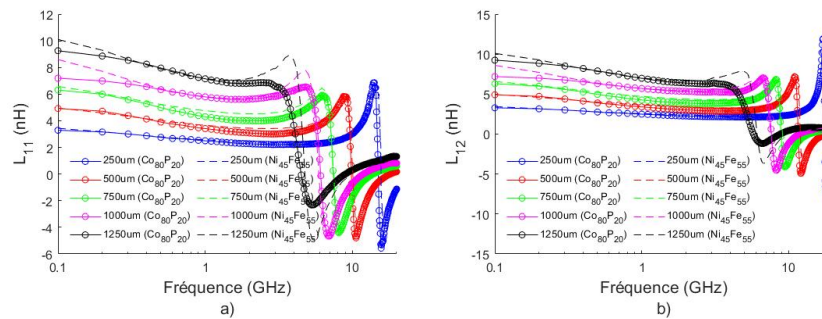 12
10
8
6
4
2
0
-2
-4
-6
L11 (nH)
250um (Co80P20)
500um (Co80P20)
750um (Co80P20)
1000um (Co80P20)
1250um (Co80P20)
250um (Ni45Fe55)
500um (Ni45Fe55)
750um (Ni45Fe55)
1000um (Ni45Fe55)
1250um (Ni45Fe55)
0.1
1
10
Fréquence (GHz)
a)
20
15
10
5
0
-5
-10
-15
L12 (nH)
250um (Co80P20)
500um (Co80P20)
750um (Co80P20)
1000um (Co80P20)
1250um (Co80P20)
250um (Ni45Fe55)
500um (Ni45Fe55)
750um (Ni45Fe55)
1000um (Ni45Fe55)
1250um (Ni45Fe55)
0.1
1
10
Fréquence (GHz)
b)